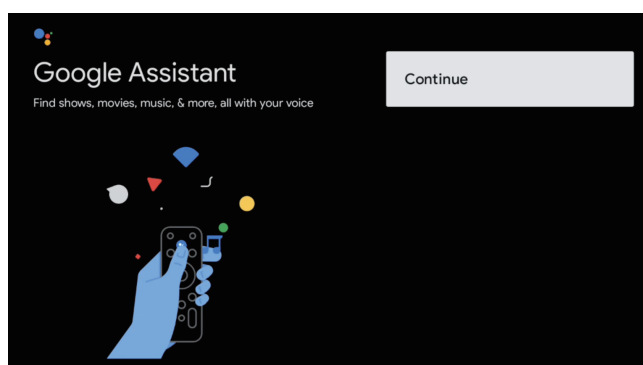 Google Assistant
Find shows, movies, music, & more, all with your voice
Continue